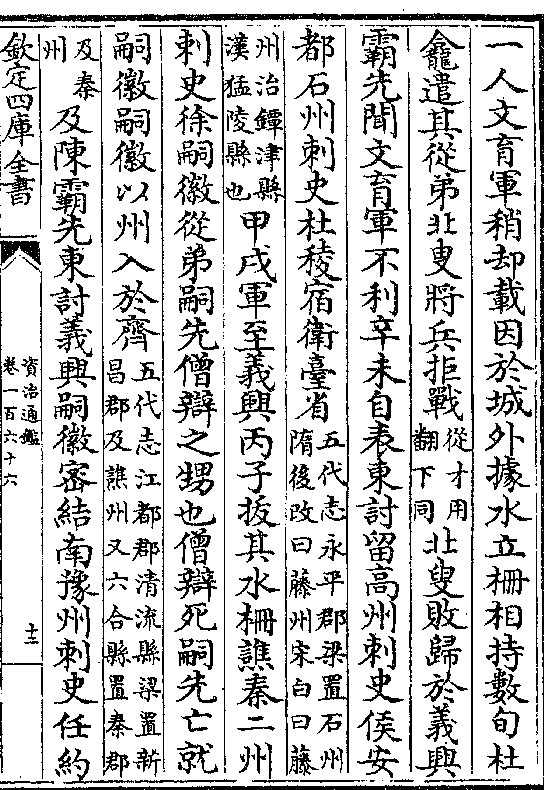 一人文育軍稍却載因於城外據水立柵相持數旬杜
龕遣其從弟北叟將兵拒戰從才用翻下同北叟敗歸於義興
霸先聞文育軍不利辛未自表東討留高州刺史侯安
都石州刺史杜稜宿衛臺省五代志永平郡梁置石州隋後改曰藤州宋白曰藤
州治鐔津縣漢猛陵縣也甲戌軍至義興丙子拔其水柵譙秦二州
刺史徐嗣徽從弟嗣先僧辯之甥也僧辯死嗣先亡就
嗣徽嗣徽以州入於齊五代志江都郡清流縣梁置新昌郡及譙州又六合縣置秦郡
及秦州及陳霸先東討義興嗣徽密結南豫州刺史任約
欽定四庫全書
資治通鑑
卷一百六十六
十三